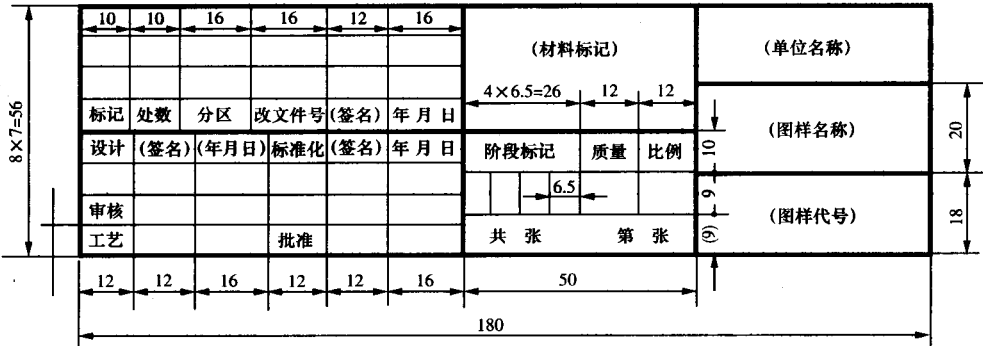 10 10 16 16 12 16
(材料标记) (单位名称)
4×6.5=26 12 12
8×7=56
标记 处数 分区 改文件号 (签名) 年 月 日
设计 (签名) (年月日) 标准化 (签名) 年 月 日
阶段标记 质量 比例
10
(图样名称)
20
6.5
9
审核
(图样代号)
18
工艺 批准
共 张 第 张
(9)
12 12 16 12 12 16 50
180